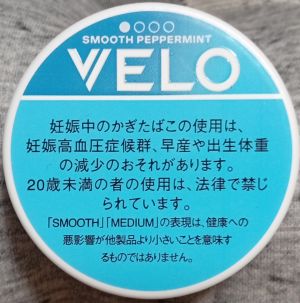 SMOOTH PEPPERMINT
VELO
妊娠中のかぎたばこの使用は、
妊娠高血圧症候群、早産や出生体重
の減少のおそれがあります。
20歳未満の者の使用は、法律で禁じ
られています。
「SMOOTH」「MEDIUM」の表現は、健康への
悪影響が他製品より小さいことを意味す
るものではありません。